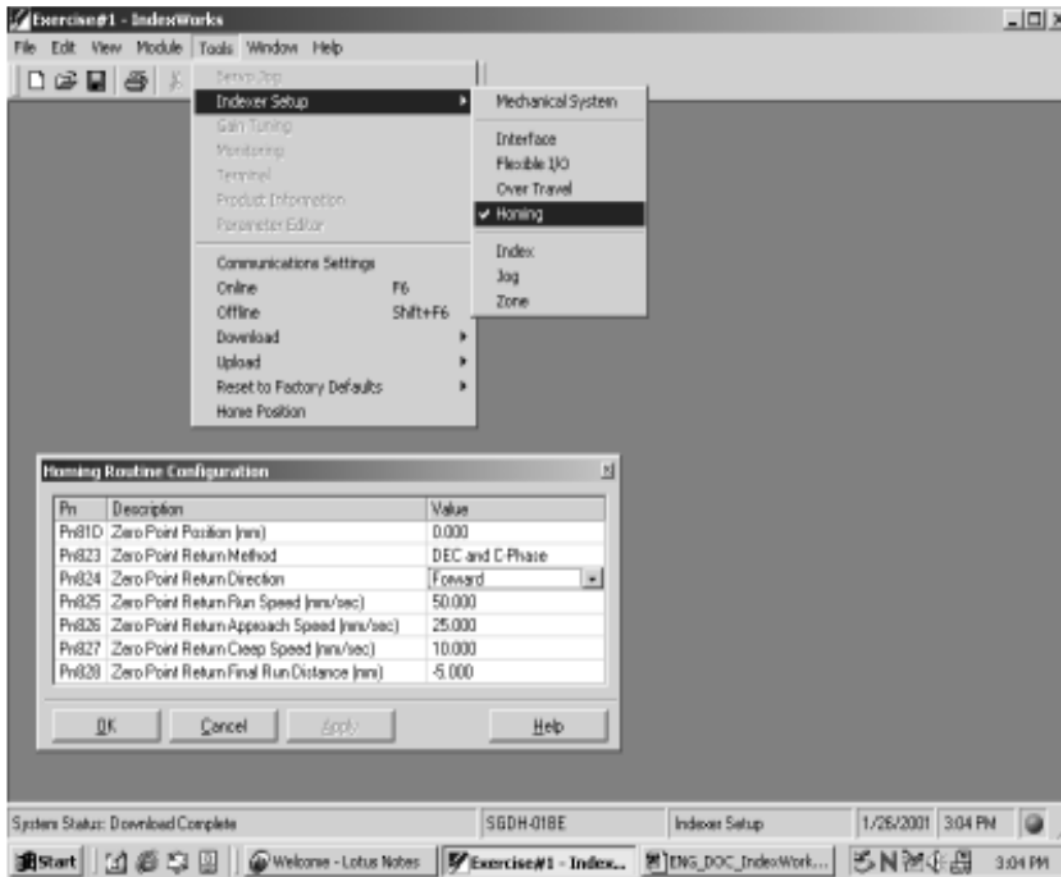 Exercise#1 - IndexWorks
File Edit View Module Tools Window Help
Servo Jog
Indexer Setup
Gain Tuning
Monitoring
Terminal
Product Information
Parameter Editor
Communications Settings
Online F6
Offline Shift+F6
Download
Upload
Reset to Factory Defaults
Home Position
Mechanical System
Interface
Flexible I/O
Over Travel
Homing
Index
Jog
Zone
Homing Routine Configuration
Pn Description Value
Pn81D Zero Point Position (mm) 0.000
Pn823 Zero Point Return Method DEC and C-Phase
Pn824 Zero Point Return Direction Forward
Pn825 Zero Point Return Run Speed (mm/sec) 50.000
Pn826 Zero Point Return Approach Speed (mm/sec) 25.000
Pn827 Zero Point Return Creep Speed (mm/sec) 10.000
Pn828 Zero Point Return Final Run Distance (mm) -5.000
OK Cancel Apply Help
System Status: Download Complete SGDH-01BE Indexer Setup 1/26/2001 3:04 PM
Start Welcome - Lotus Notes Exercise#1 - Index... ENG_DOC_IndexWork... N 3:04 PM